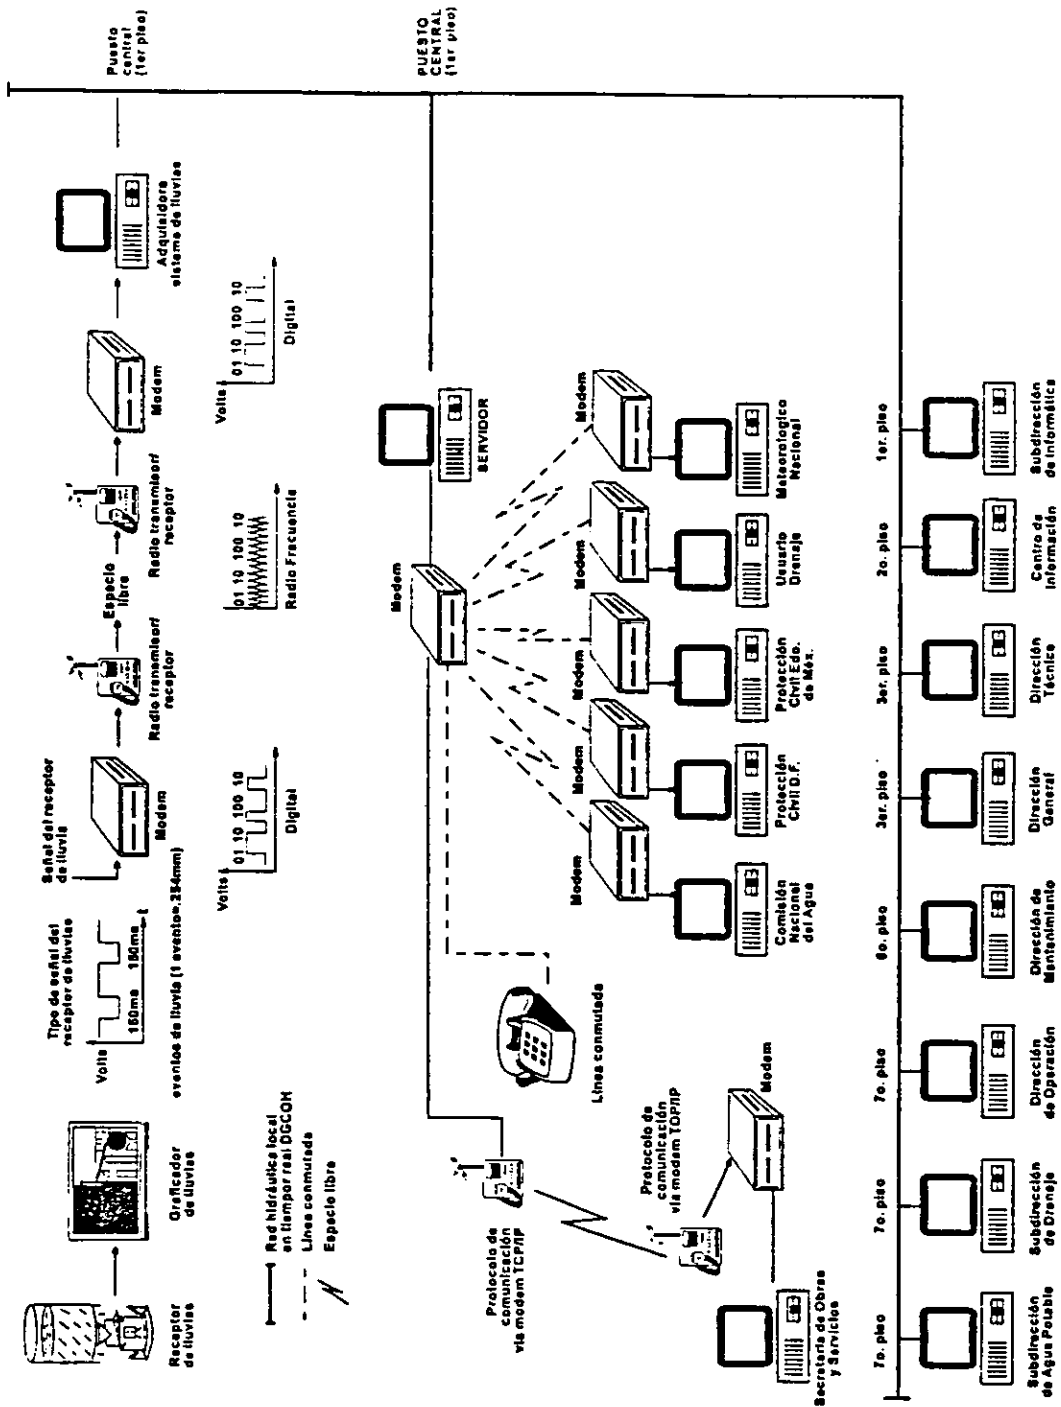 Receptor
de lluvias
Graficador
de lluvias
Tipo de señal del
receptor de lluvias
Volts
150ms 150ms
t
eventos de lluvia (1 evento=.254mm)
Señal del receptor
de lluvia
Modem
Radio transmisor/
receptor
Espacio
libre
Radio transmisor/
receptor
Modem
Adquisidora
sistema de lluvias
Puesto
central
(1er piso)
Volts
01 10 100 10
Digital
01 10 100 10
Radio Frecuencia
Volts
01 10 100 10
Digital
Red hidráulica local
en tiempor real DGCOH
Línea conmutada
Espacio libre
PUESTO
CENTRAL
(1er piso)
SERVIDOR
Modem
Línea conmutada
Protocolo de
comunicación
vía modem TCP/IP
Protocolo de
comunicación
vía modem TOP/IP
Modem
Secretaría de Obras
y Servicios
Modem
Comisión
Nacional
del Agua
Modem
Protección
Civil D.F.
Modem
Protección
Civil Edo.
de Méx.
Modem
Usuario
Drenaje
Modem
Meteorologico
Nacional
7o. piso
Subdirección
de Agua Potable
7o. piso
Subdirección
de Drenaje
7o. piso
Dirección
de Operación
6o. piso
Dirección de
Mantenimiento
3er. piso
Dirección
General
3er. piso
Dirección
Técnica
2o. piso
Centro de
Información
1er. piso
Subdirección
de Informática